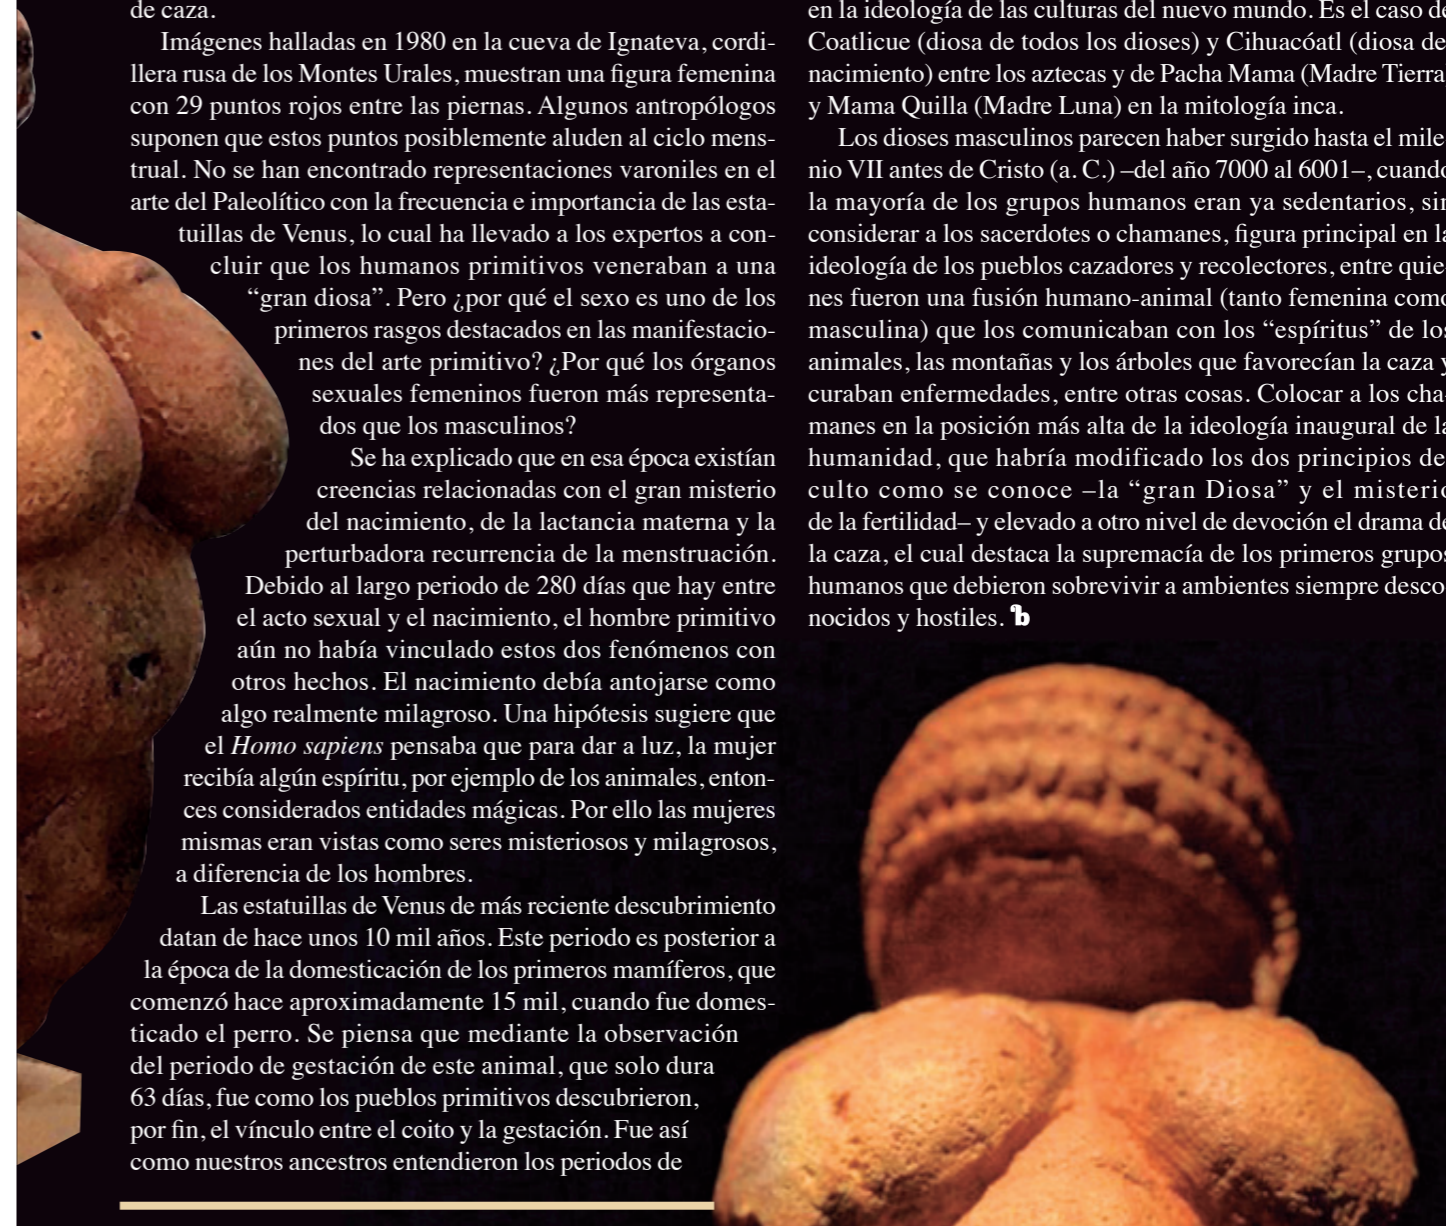 de caza.
Imágenes halladas en 1980 en la cueva de Ignateva, cordi-
llera rusa de los Montes Urales, muestran una figura femenina
con 29 puntos rojos entre las piernas. Algunos antropólogos
suponen que estos puntos posiblemente aluden al ciclo mens-
trual. No se han encontrado representaciones varoniles en el
arte del Paleolítico con la frecuencia e importancia de las esta-
tuillas de Venus, lo cual ha llevado a los expertos a con-
cluir que los humanos primitivos veneraban a una
“gran diosa”. Pero ¿por qué el sexo es uno de los
primeros rasgos destacados en las manifestacio-
nes del arte primitivo? ¿Por qué los órganos
sexuales femeninos fueron más representa-
dos que los masculinos?
Se ha explicado que en esa época existían
creencias relacionadas con el gran misterio
del nacimiento, de la lactancia materna y la
perturbadora recurrencia de la menstruación.
Debido al largo periodo de 280 días que hay entre
el acto sexual y el nacimiento, el hombre primitivo
aún no había vinculado estos dos fenómenos con
otros hechos. El nacimiento debía antojarse como
algo realmente milagroso. Una hipótesis sugiere que
el Homo sapiens pensaba que para dar a luz, la mujer
recibía algún espíritu, por ejemplo de los animales, enton-
ces considerados entidades mágicas. Por ello las mujeres
mismas eran vistas como seres misteriosos y milagrosos,
a diferencia de los hombres.
Las estatuillas de Venus de más reciente descubrimiento
datan de hace unos 10 mil años. Este periodo es posterior a
la época de la domesticación de los primeros mamíferos, que
comenzó hace aproximadamente 15 mil, cuando fue domes-
ticado el perro. Se piensa que mediante la observación
del periodo de gestación de este animal, que solo dura
63 días, fue como los pueblos primitivos descubrieron,
por fin, el vínculo entre el coito y la gestación. Fue así
como nuestros ancestros entendieron los periodos de
en la ideología de las culturas del nuevo mundo. Es el caso de
Coatlicue (diosa de todos los dioses) y Cihuacóatl (diosa de
nacimiento) entre los aztecas y de Pacha Mama (Madre Tierra
y Mama Quilla (Madre Luna) en la mitología inca.
Los dioses masculinos parecen haber surgido hasta el mile-
nio VII antes de Cristo (a. C.) –del año 7000 al 6001–, cuando
la mayoría de los grupos humanos eran ya sedentarios, sin
considerar a los sacerdotes o chamanes, figura principal en la
ideología de los pueblos cazadores y recolectores, entre quie-
nes fueron una fusión humano-animal (tanto femenina como
masculina) que los comunicaban con los “espíritus” de los
animales, las montañas y los árboles que favorecían la caza y
curaban enfermedades, entre otras cosas. Colocar a los cha-
manes en la posición más alta de la ideología inaugural de la
humanidad, que habría modificado los dos principios de
culto como se conoce –la “gran Diosa” y el misterio
de la fertilidad– y elevado a otro nivel de devoción el drama de
la caza, el cual destaca la supremacía de los primeros grupos
humanos que debieron sobrevivir a ambientes siempre desco-
nocidos y hostiles.